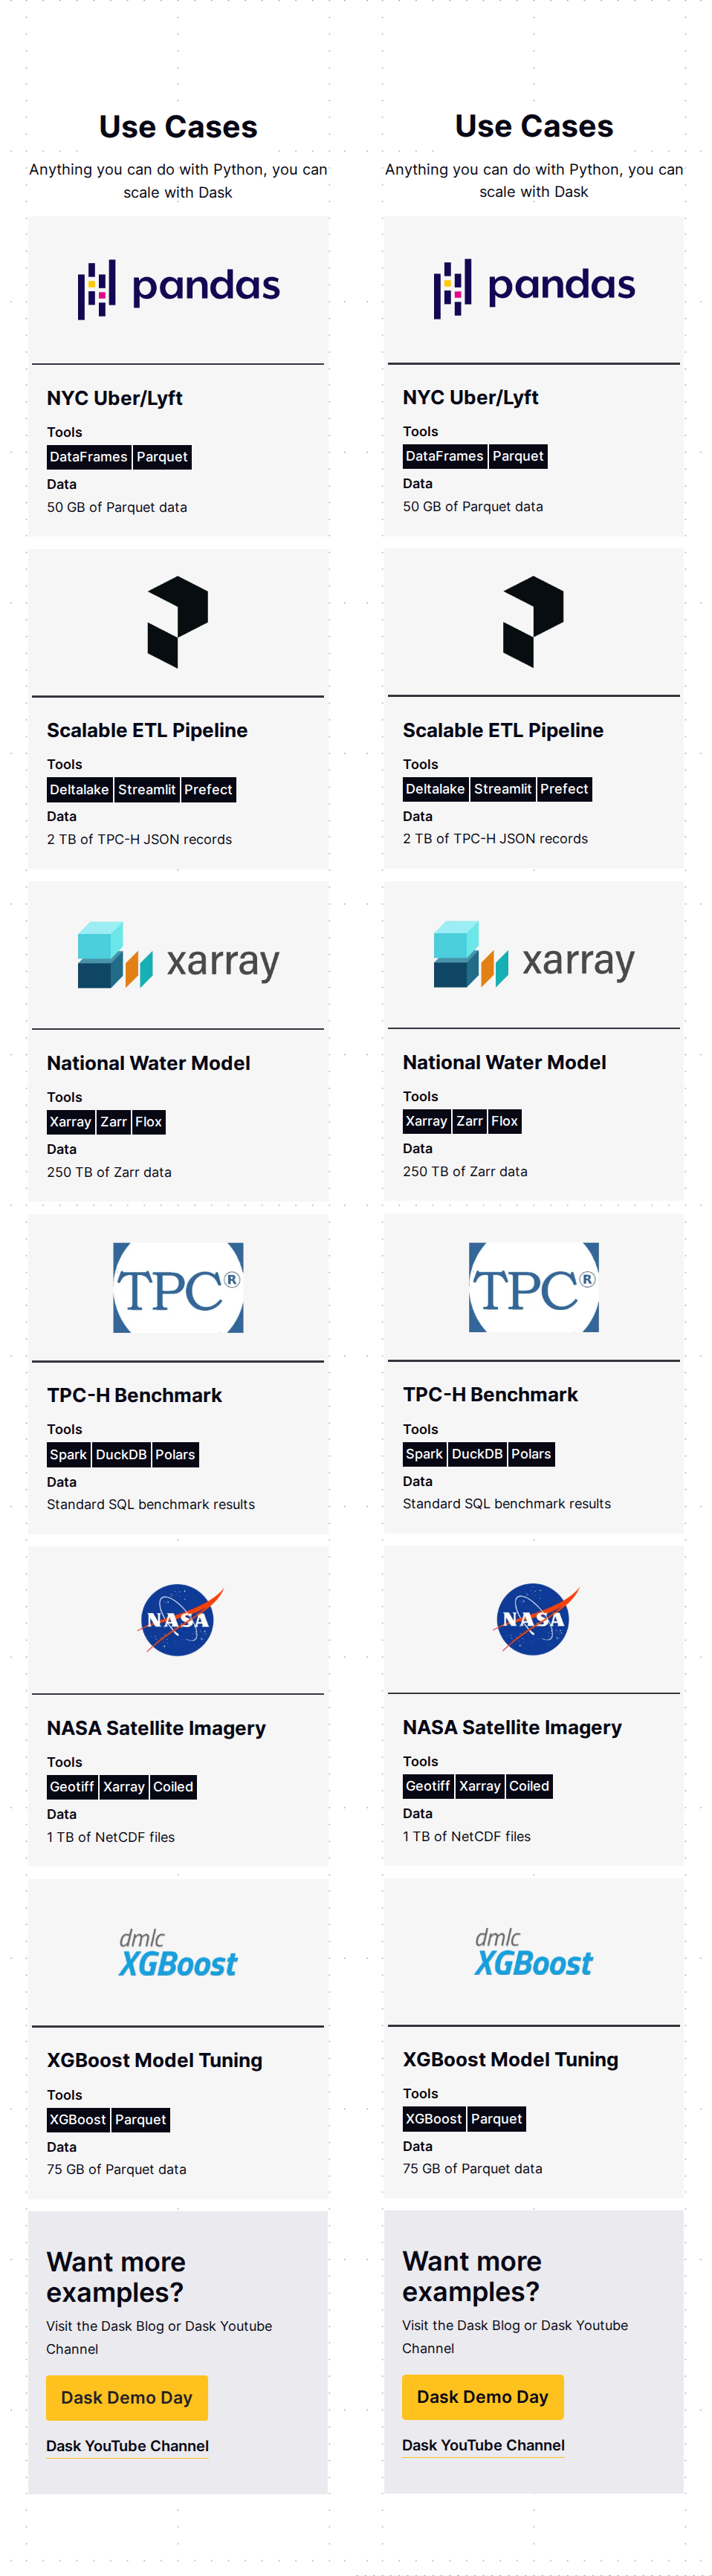 Use Cases
Anything you can do with Python, you can
scale with Dask
pandas
NYC Uber/Lyft
Tools
DataFrames Parquet
Data
50 GB of Parquet data
Scalable ETL Pipeline
Tools
Deltalake Streamlit Prefect
Data
2 TB of TPC-H JSON records
xarray
National Water Model
Tools
Xarray Zarr Flox
Data
250 TB of Zarr data
TPC®
TPC-H Benchmark
Tools
Spark DuckDB Polars
Data
Standard SQL benchmark results
NASA
NASA Satellite Imagery
Tools
Geotiff Xarray Coiled
Data
1 TB of NetCDF files
dmlc
XGBoost
XGBoost Model Tuning
Tools
XGBoost Parquet
Data
75 GB of Parquet data
Want more
examples?
Visit the Dask Blog or Dask Youtube
Channel
Dask Demo Day
Dask YouTube Channel
Use Cases
Anything you can do with Python, you can
scale with Dask
pandas
NYC Uber/Lyft
Tools
DataFrames Parquet
Data
50 GB of Parquet data
Scalable ETL Pipeline
Tools
Deltalake Streamlit Prefect
Data
2 TB of TPC-H JSON records
xarray
National Water Model
Tools
Xarray Zarr Flox
Data
250 TB of Zarr data
TPC®
TPC-H Benchmark
Tools
Spark DuckDB Polars
Data
Standard SQL benchmark results
NASA
NASA Satellite Imagery
Tools
Geotiff Xarray Coiled
Data
1 TB of NetCDF files
dmlc
XGBoost
XGBoost Model Tuning
Tools
XGBoost Parquet
Data
75 GB of Parquet data
Want more
examples?
Visit the Dask Blog or Dask Youtube
Channel
Dask Demo Day
Dask YouTube Channel